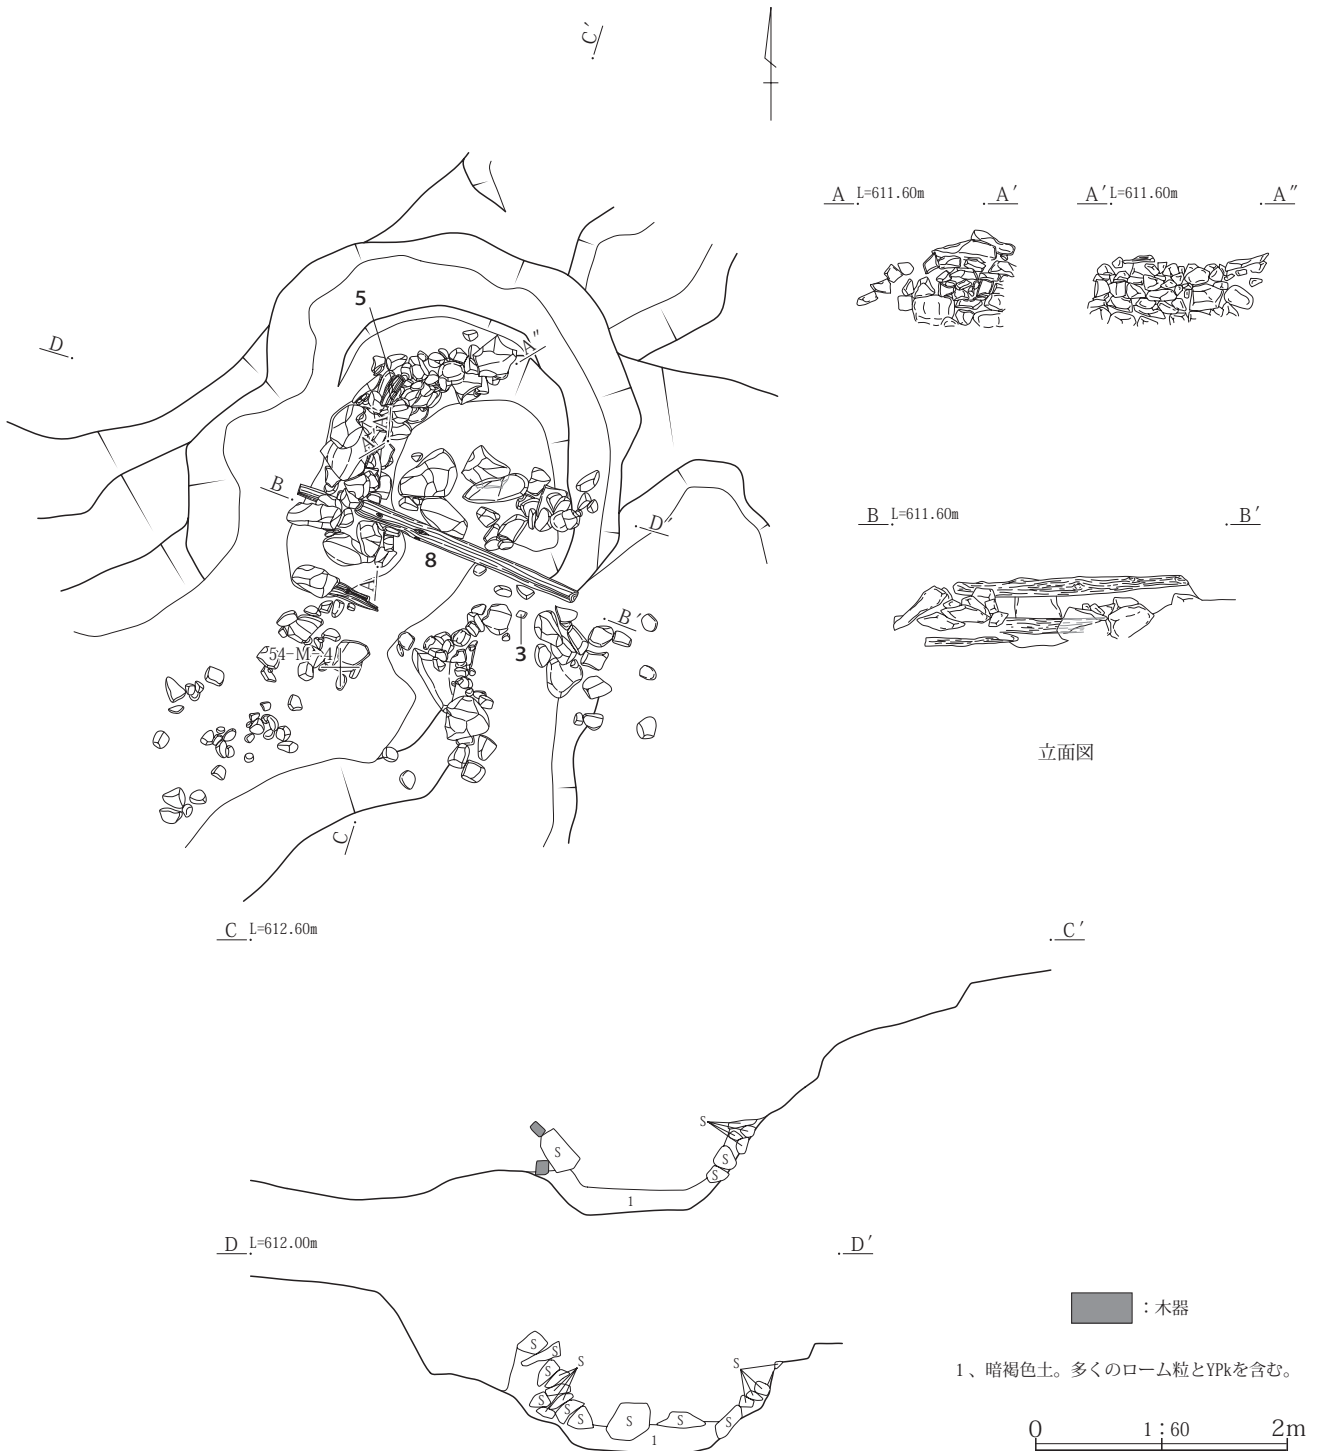 C′
A L=611.60m A′
A′ L=611.60m A″
5
D
A″
A′
B
B L=611.60m B′
D″
8
A
B′
3
54-M-4
立面図
C
C L=612.60m C′
S
S
S
S
1
D L=612.00m D′
：木器
S
S
S
S
S
S
S
S
S
S
S
1
1、暗褐色土。多くのローム粒とYPkを含む。
0 1：60 2m